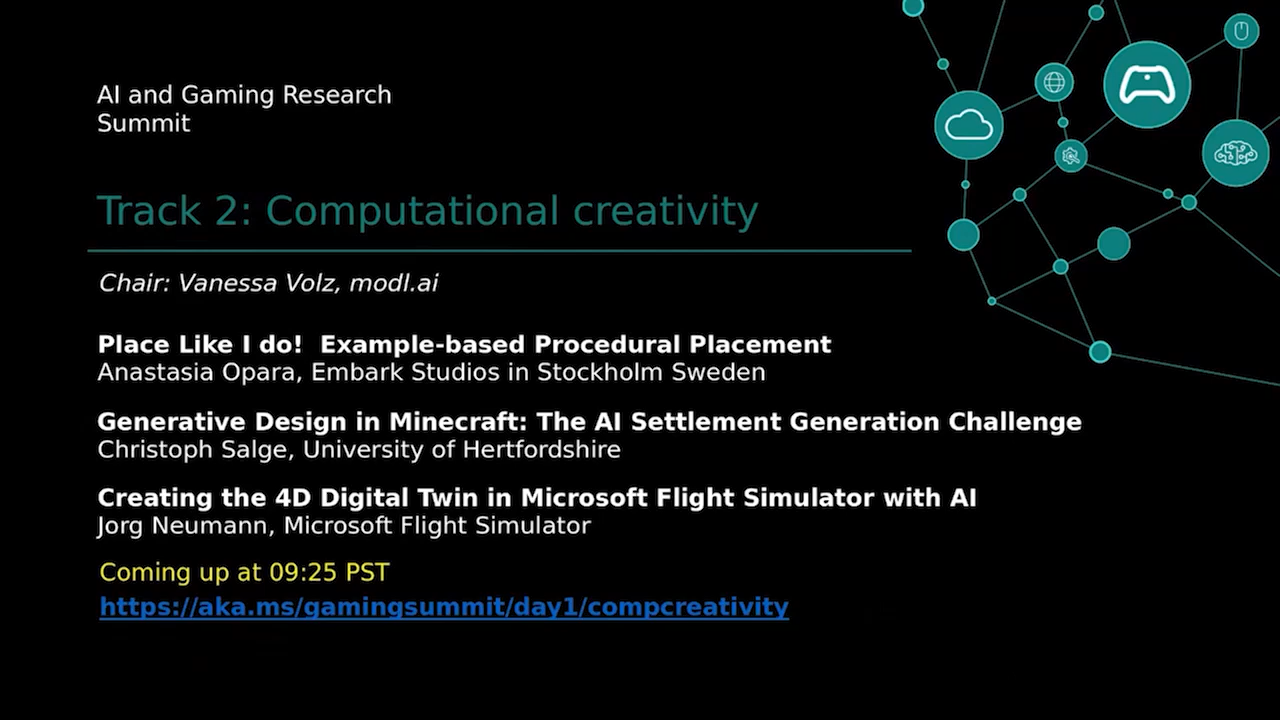 AI and Gaming Research
Summit
Track 2: Computational creativity
Chair: Vanessa Volz, modl.ai
Place Like I do!  Example-based Procedural Placement
Anastasia Opara, Embark Studios in Stockholm Sweden
Generative Design in Minecraft: The AI Settlement Generation Challenge
Christoph Salge, University of Hertfordshire
Creating the 4D Digital Twin in Microsoft Flight Simulator with AI
Jorg Neumann, Microsoft Flight Simulator
Coming up at 09:25 PST
https://aka.ms/gamingsummit/day1/compcreativity